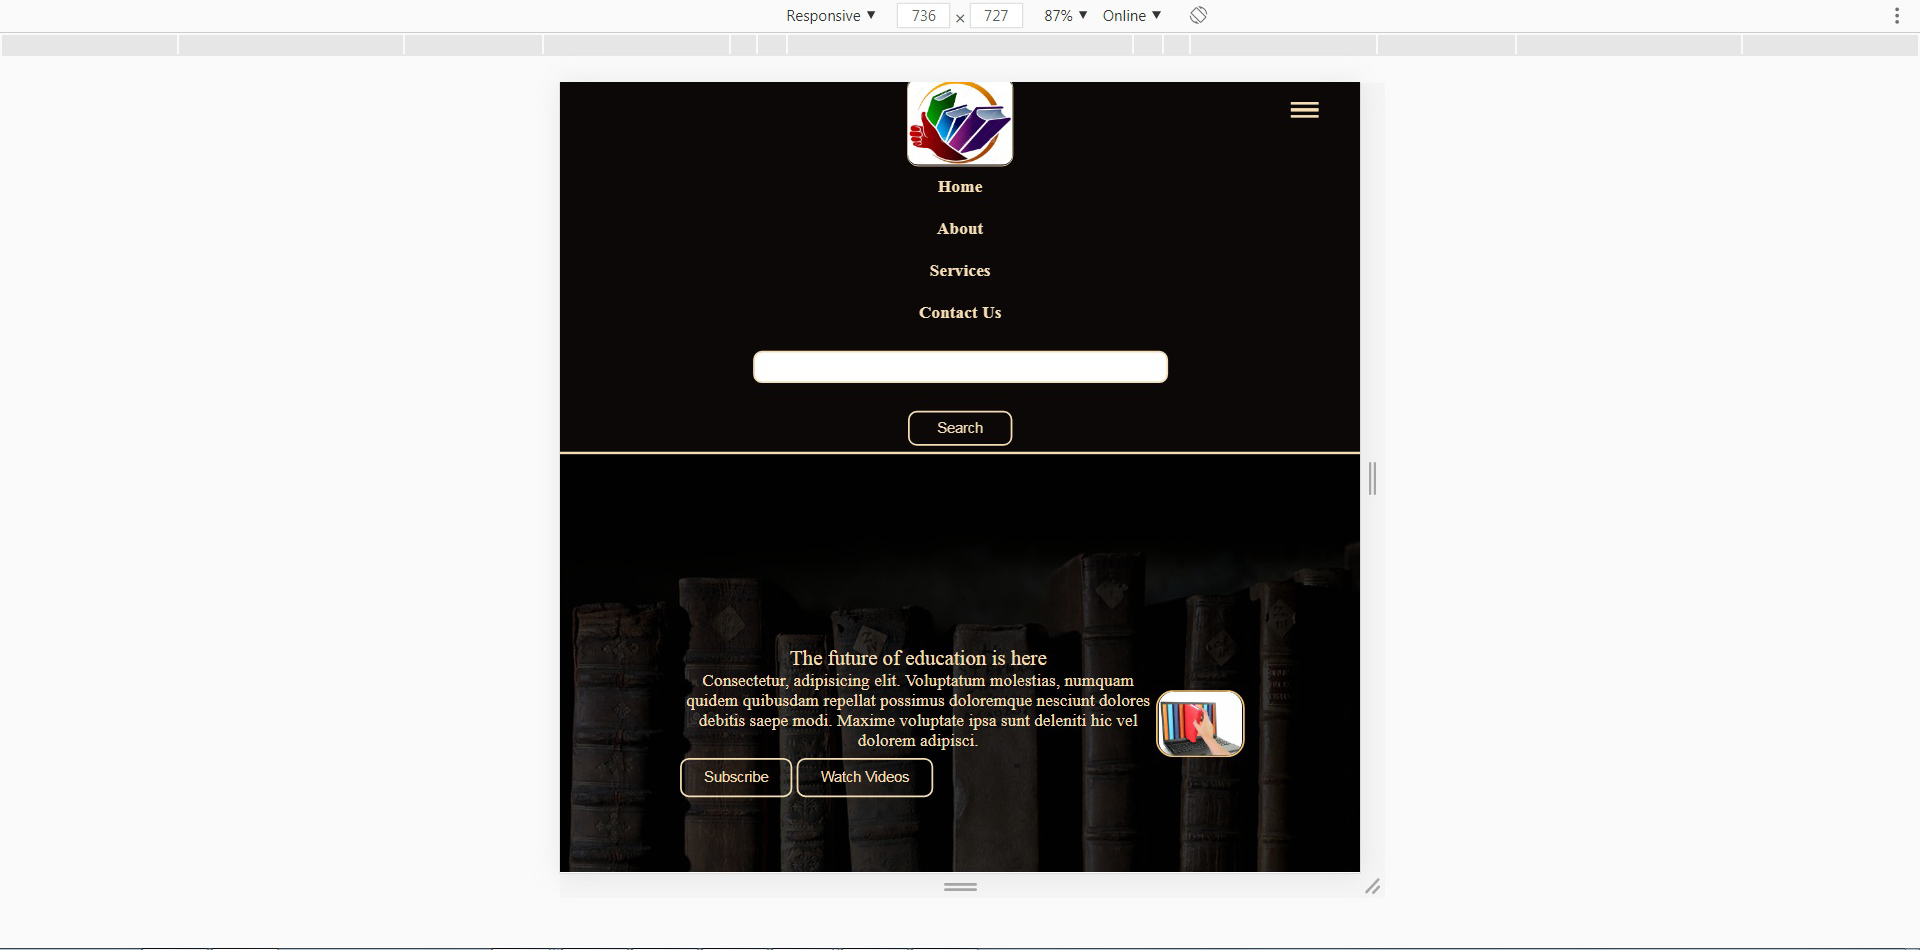 Responsive ▼ 736 × 727 87% ▼ Online ▼
Home
About
Services
Contact Us
Search
The future of education is here
Consectetur, adipisicing elit. Voluptatum molestias, numquam
quidem quibusdam repellat possimus doloremque nesciunt dolores
debitis saepe modi. Maxime voluptate ipsa sunt deleniti hic vel
dolorem adipisci.
Subscribe Watch Videos